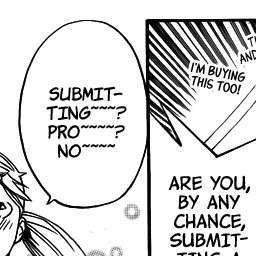 SUBMIT-
TING~~~~?
PRO~~~~?
NO~~~~
I'M BUYING
THIS TOO!
ARE YOU,
BY ANY
CHANCE,
SUBMIT-